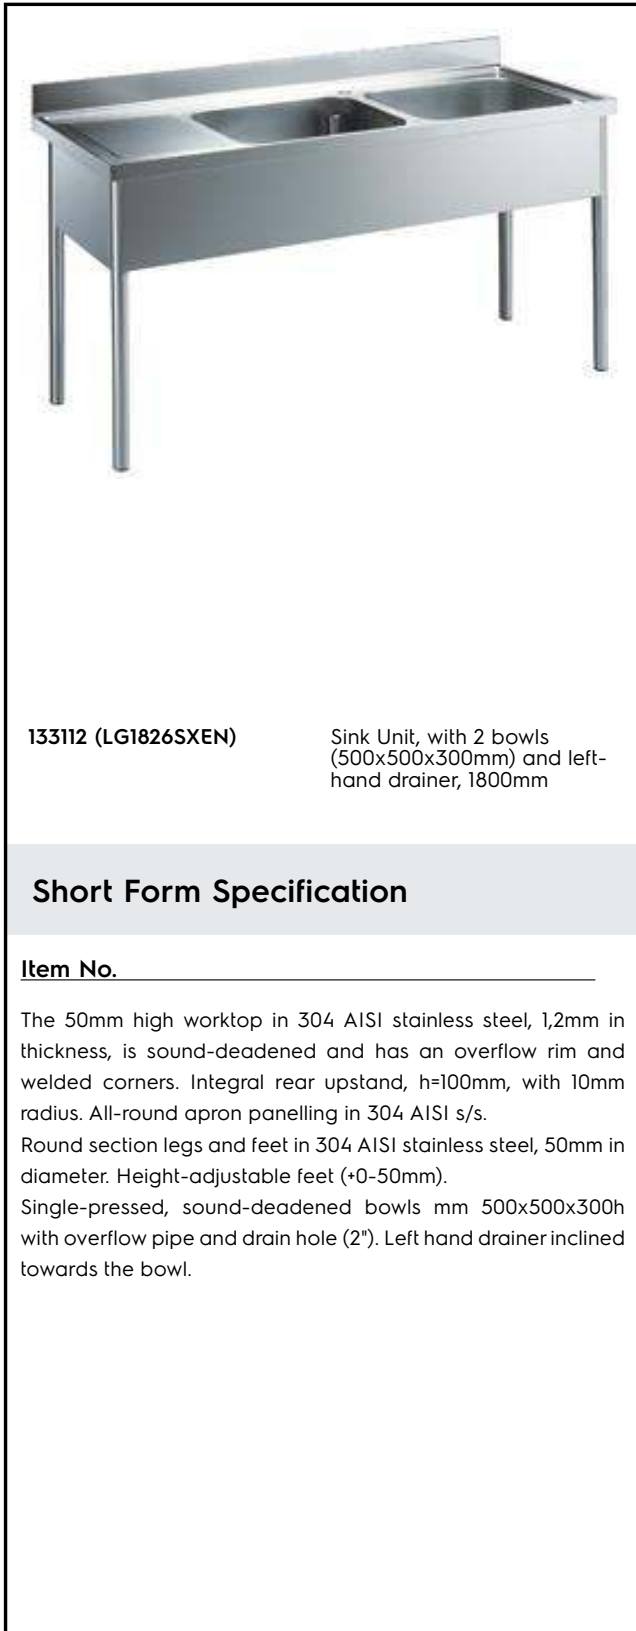 133112 (LG1826SXEN)
Sink Unit, with 2 bowls
(500x500x300mm) and left-
hand drainer, 1800mm
Short Form Specification
Item No.
The 50mm high worktop in 304 AISI stainless steel, 1,2mm in
thickness, is sound-deadened and has an overflow rim and
welded corners. Integral rear upstand, h=100mm, with 10mm
radius. All-round apron panelling in 304 AISI s/s.
Round section legs and feet in 304 AISI stainless steel, 50mm in
diameter. Height-adjustable feet (+0-50mm).
Single-pressed, sound-deadened bowls mm 500x500x300h
with overflow pipe and drain hole (2"). Left hand drainer inclined
towards the bowl.